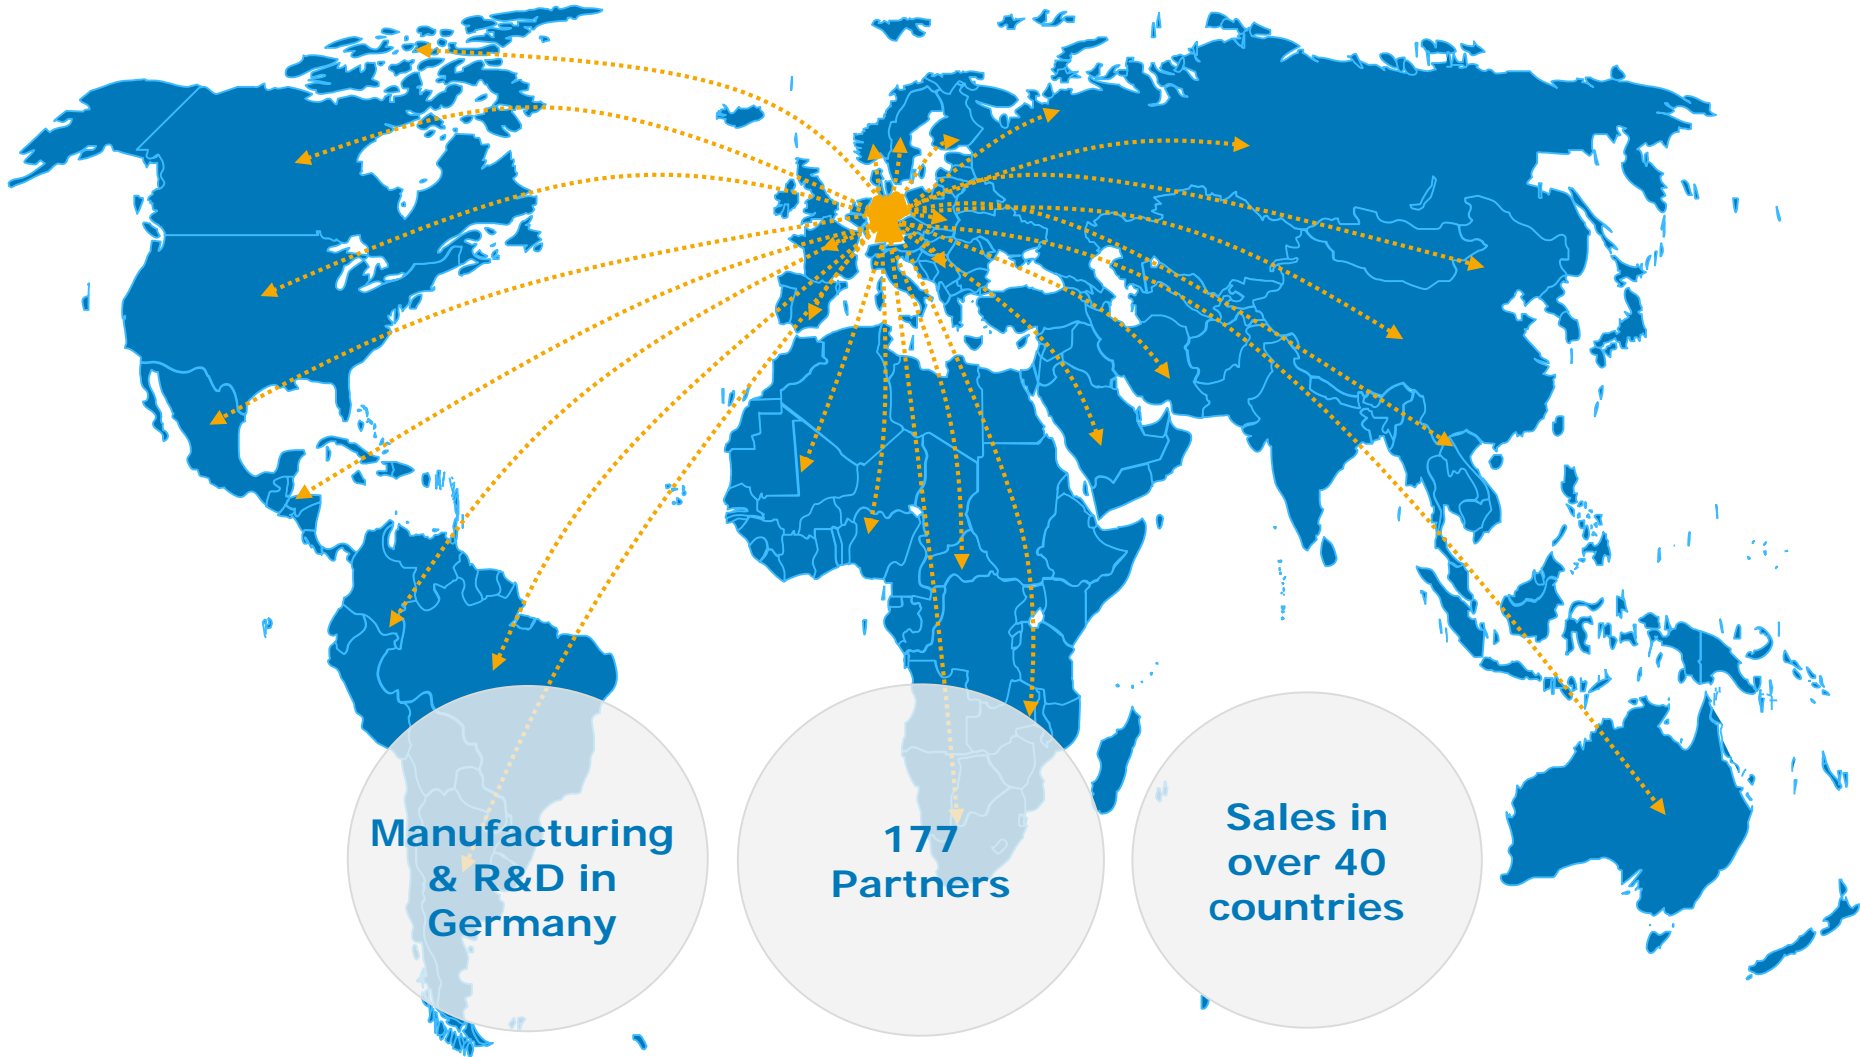 Manufacturing
& R&D in
Germany
177
Partners
Sales in
over 40
countries